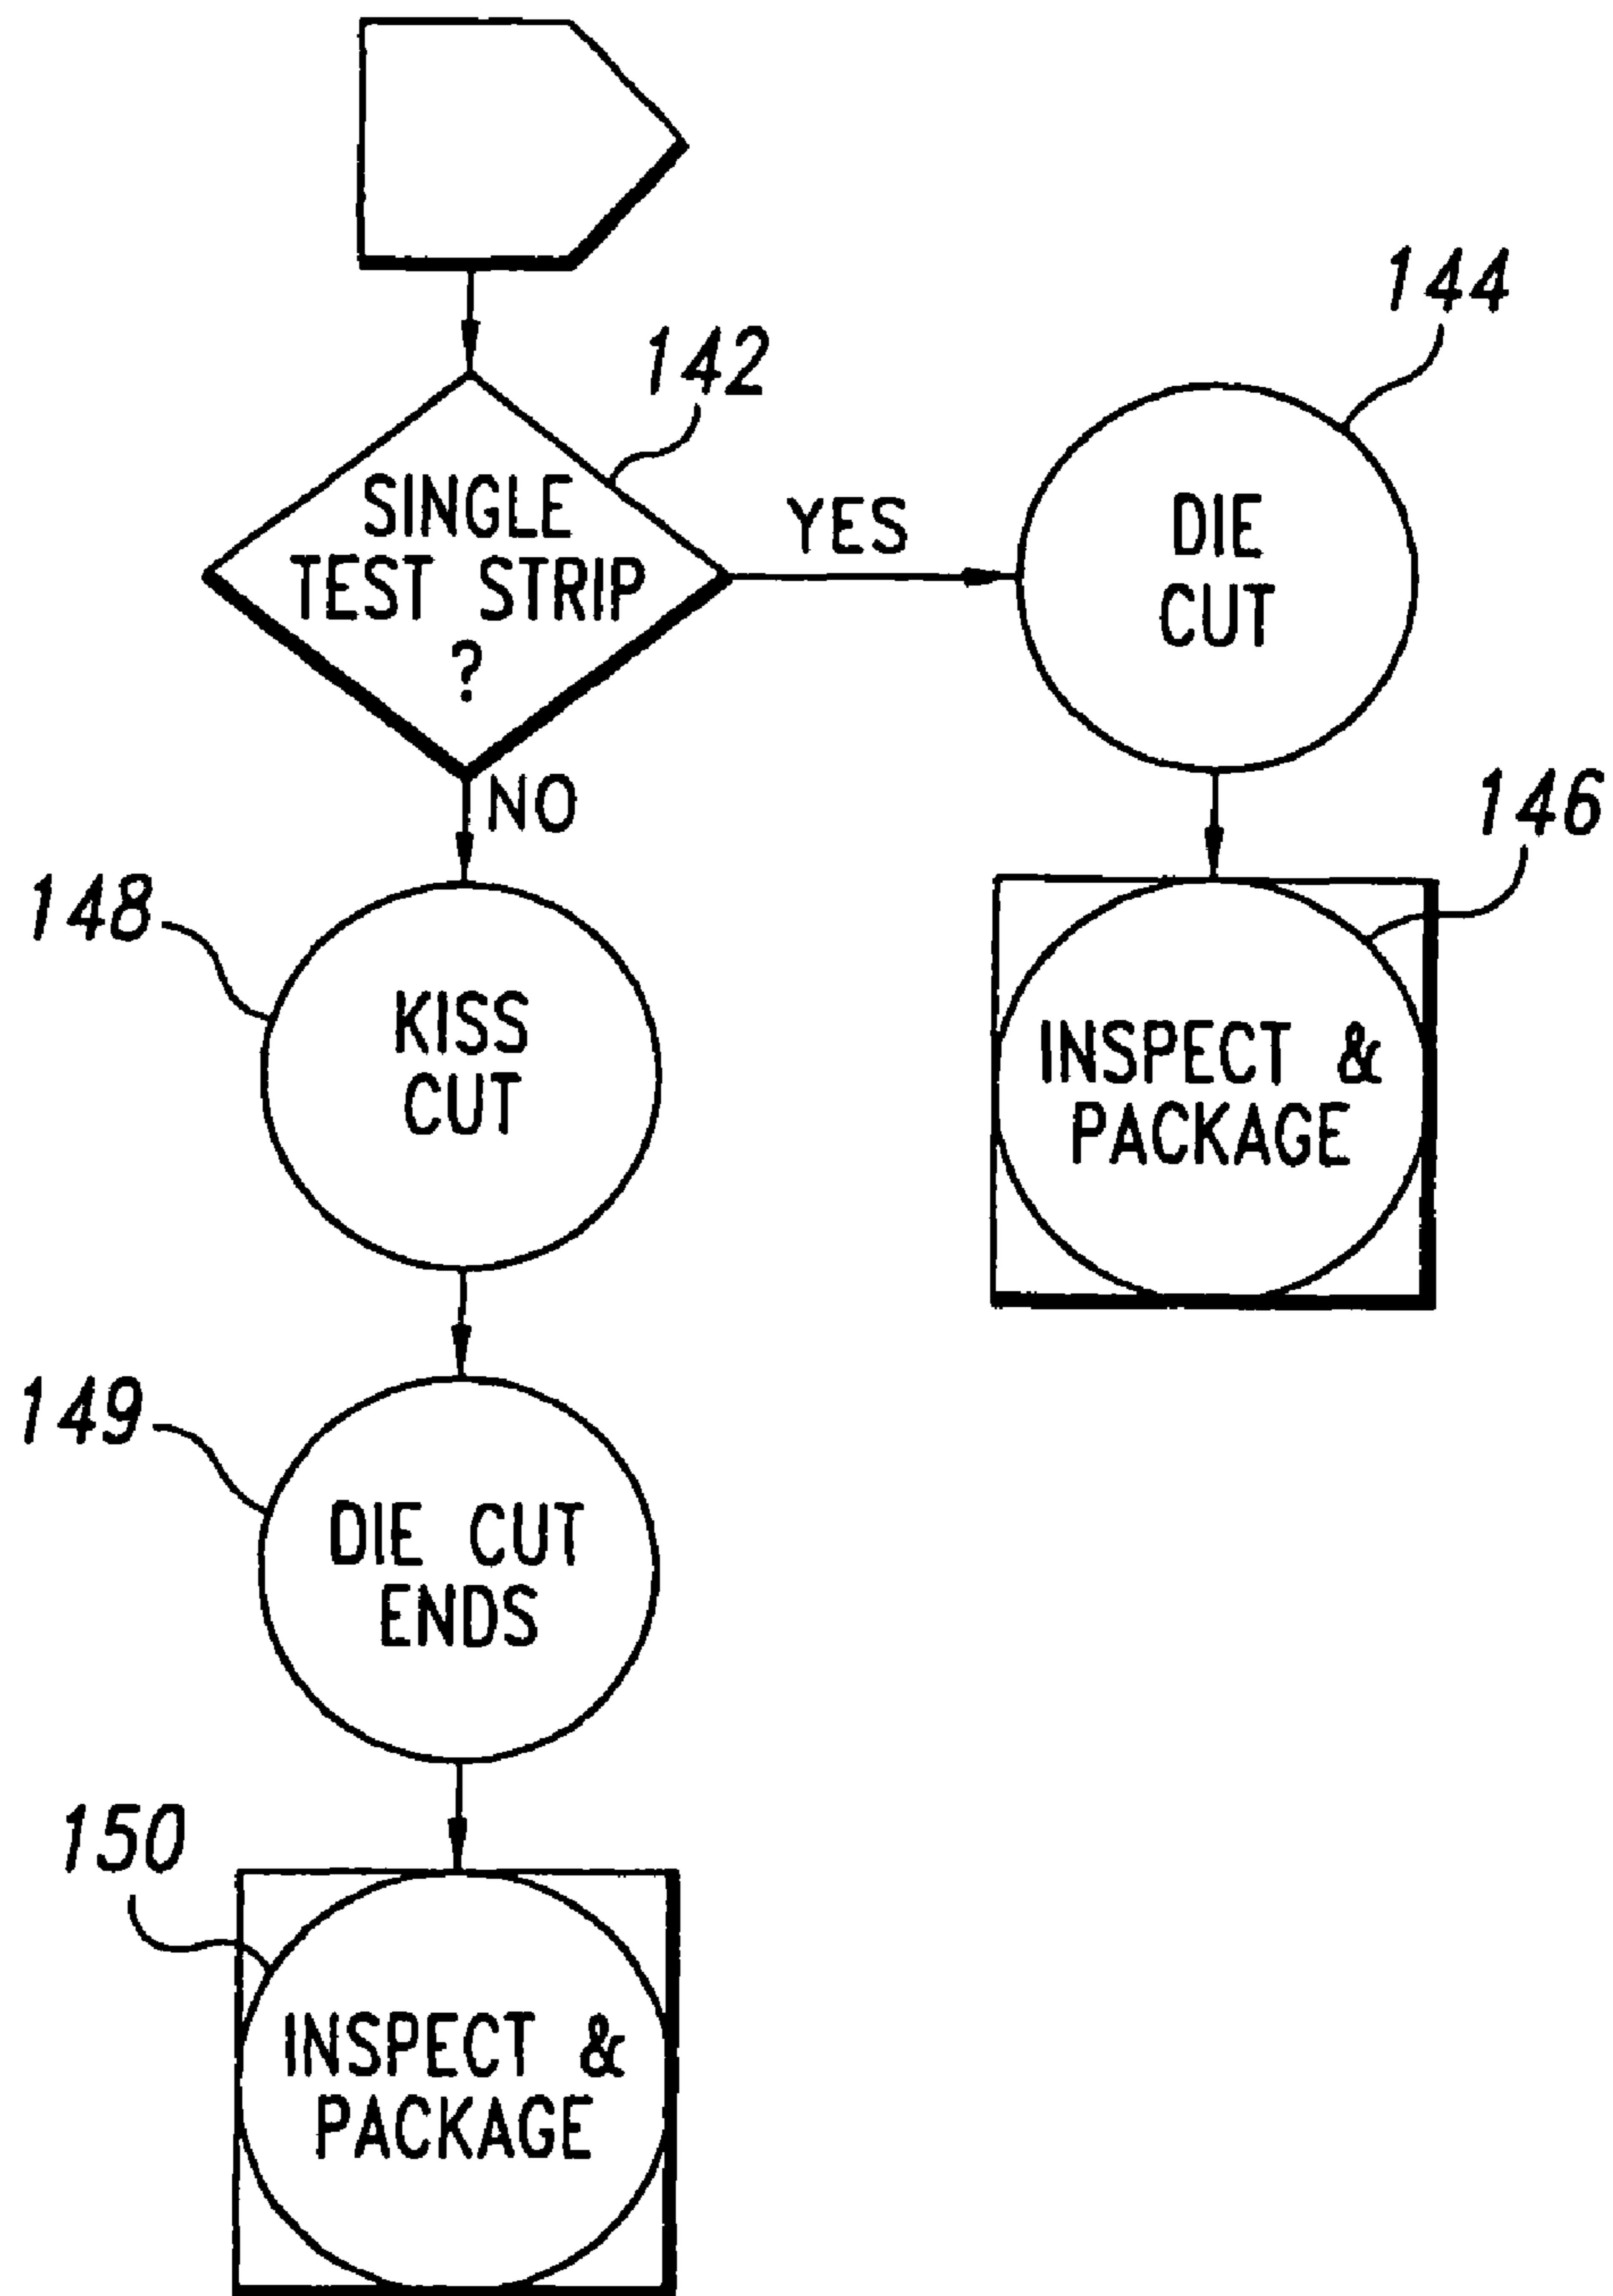 142
SINGLE
TEST STRIP
?
YES
144
DIE
CUT
146
INSPECT &
PACKAGE
NO
148
KISS
CUT
149
DIE CUT
ENDS
150
INSPECT &
PACKAGE